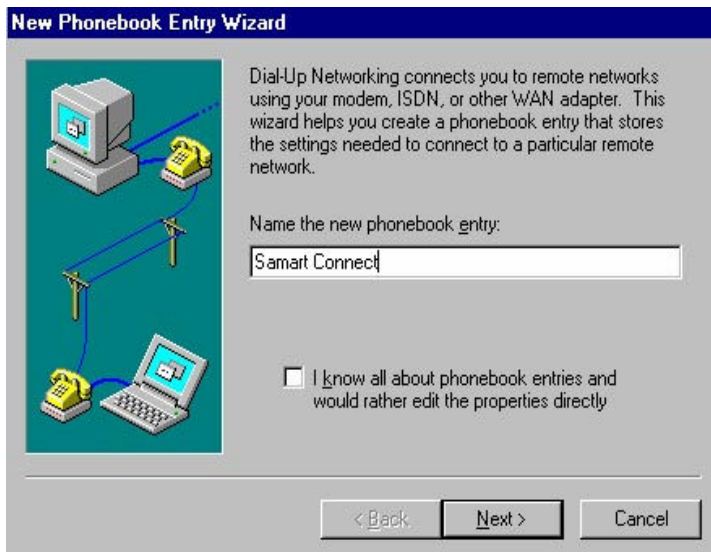 New Phonebook Entry Wizard
Dial-Up Networking connects you to remote networks
using your modem, ISDN, or other WAN adapter. This
wizard helps you create a phonebook entry that stores
the settings needed to connect to a particular remote
network.
Name the new phonebook entry:
Samart Connect
I know all about phonebook entries and
would rather edit the properties directly
< Back
Next >
Cancel